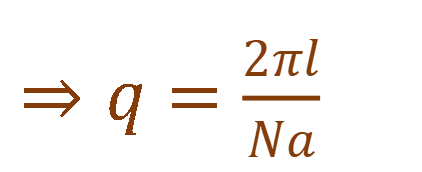 ⇒ q = 2πl / Na